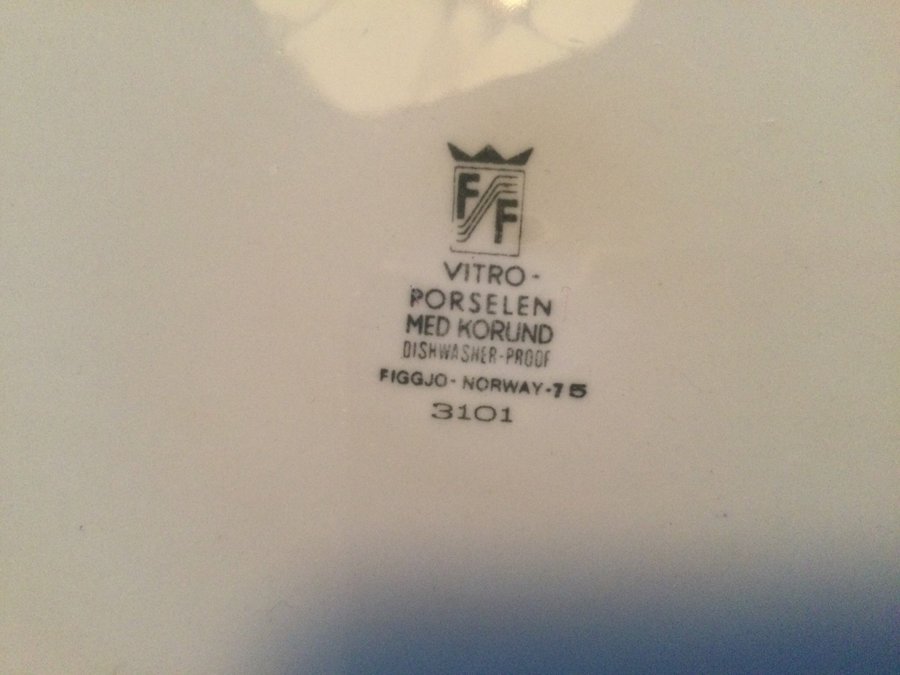 F F
VITRO-
PORSELEN
MED KORUND
DISHWASHER-PROOF
FIGGJO - NORWAY - 75
3101